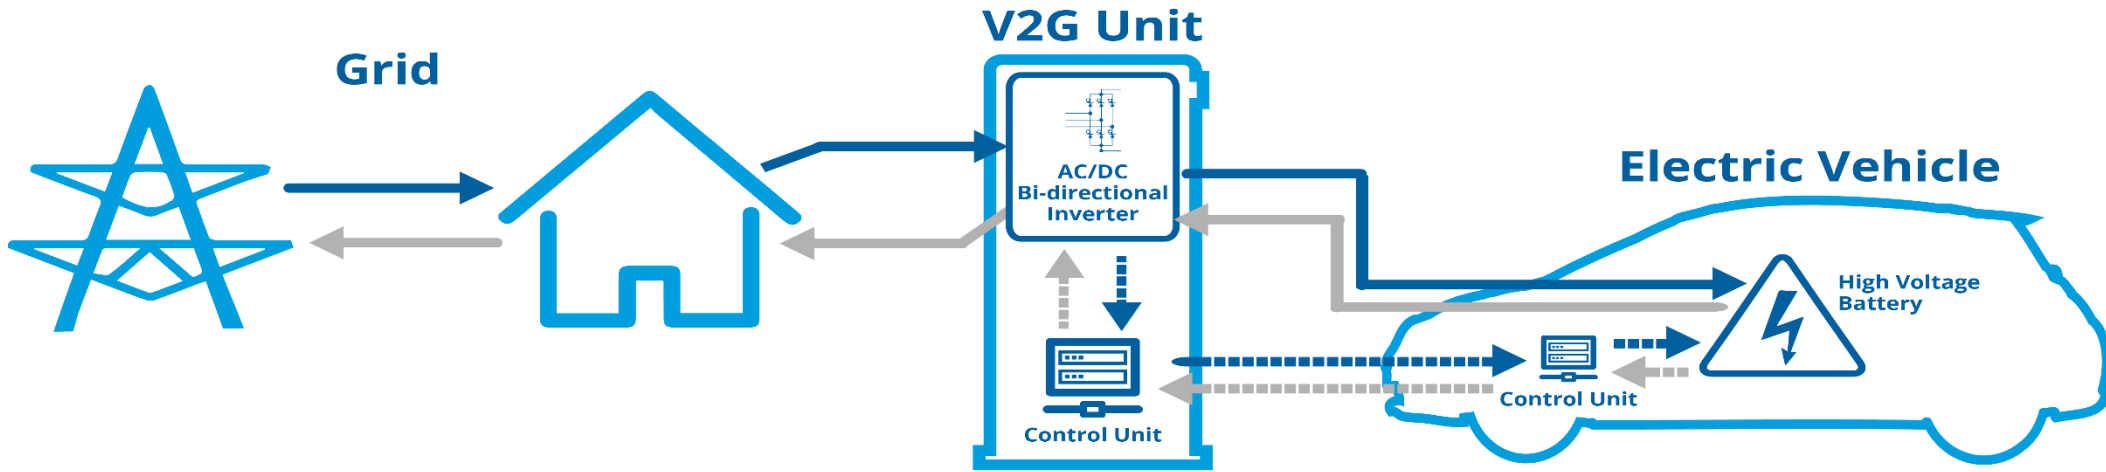 Grid
V2G Unit
AC/DC
Bi-directional
Inverter
Control Unit
Electric Vehicle
High Voltage
Battery
Control Unit